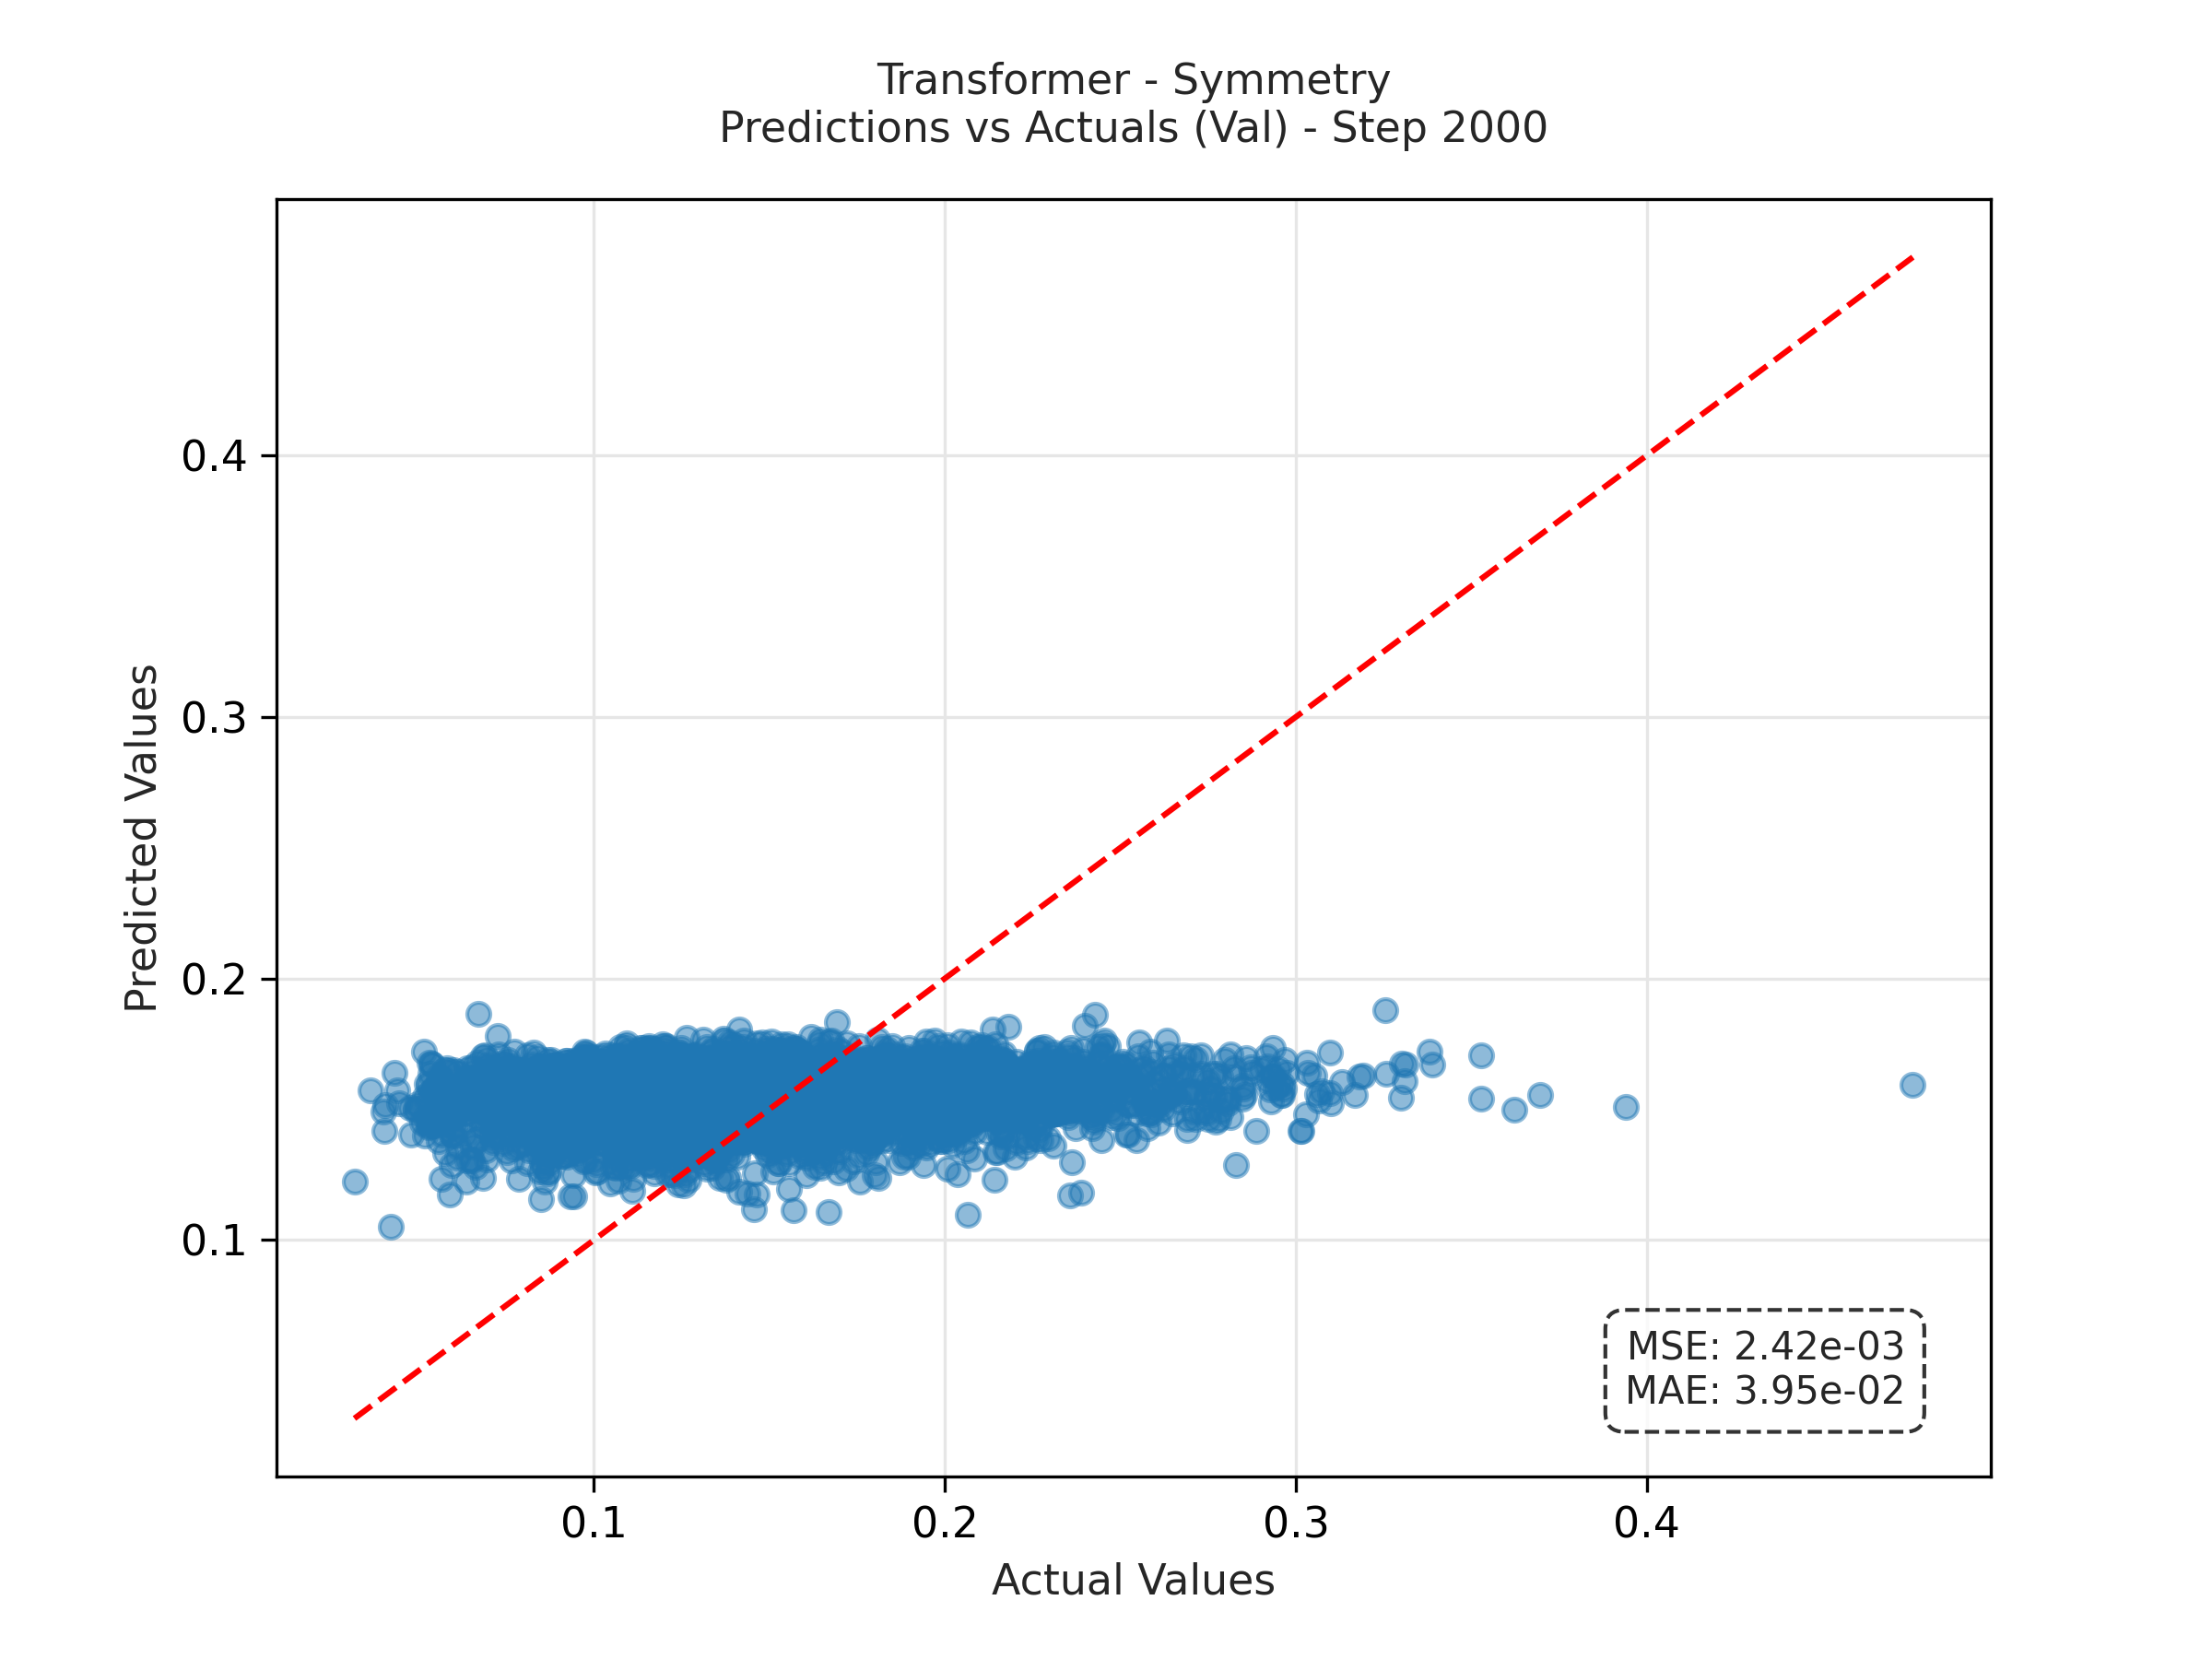 Transformer - Symmetry
Predictions vs Actuals (Val) - Step 2000
Predicted Values
0.4
0.3
0.2
0.1
MSE: 2.42e-03
MAE: 3.95e-02
0.1 0.2 0.3 0.4
Actual Values